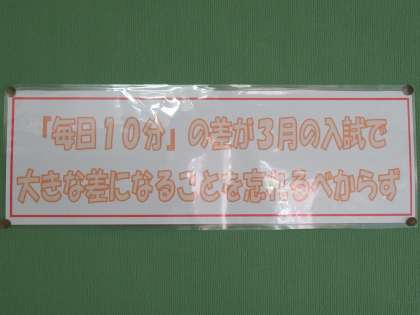 「毎日１０分」の差が３月の入試で
大きな差になることを忘れるべからず